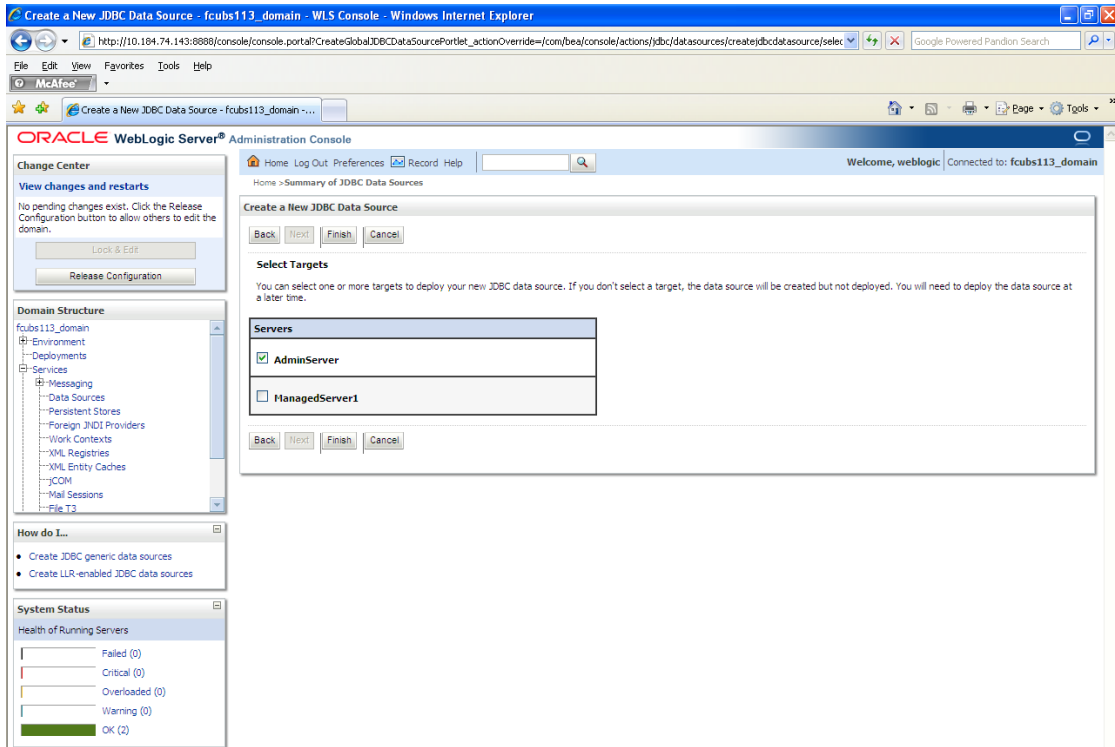 Create a New JDBC Data Source - fcubs113_domain - WLS Console - Windows Internet Explorer
http://10.184.74.143:8888/console/console.portal?CreateGlobalJDBCDataSourcePortlet_actionOverride=/com/bea/console/actions/jdbc/datasources/createjdbcdatasource/selec
Google Powered Pandion Search
File Edit View Favorites Tools Help
McAfee
Create a New JDBC Data Source - fcubs113_domain -...
Page Tools
ORACLE WebLogic Server® Administration Console
Change Center
View changes and restarts
No pending changes exist. Click the Release
Configuration button to allow others to edit the
domain.
Lock & Edit
Release Configuration
Domain Structure
fcubs113_domain
Environment
Deployments
Services
Messaging
Data Sources
Persistent Stores
Foreign JNDI Providers
Work Contexts
XML Registries
XML Entity Caches
jCOM
Mail Sessions
File T3
How do I...
Create JDBC generic data sources
Create LLR-enabled JDBC data sources
System Status
Health of Running Servers
Failed (0)
Critical (0)
Overloaded (0)
Warning (0)
OK (2)
Home Log Out Preferences Record Help
Welcome, weblogic Connected to: fcubs113_domain
Home >Summary of JDBC Data Sources
Create a New JDBC Data Source
Back Next Finish Cancel
Select Targets
You can select one or more targets to deploy your new JDBC data source. If you don't select a target, the data source will be created but not deployed. You will need to deploy the data source at
a later time.
Servers
AdminServer
ManagedServer1
Back Next Finish Cancel